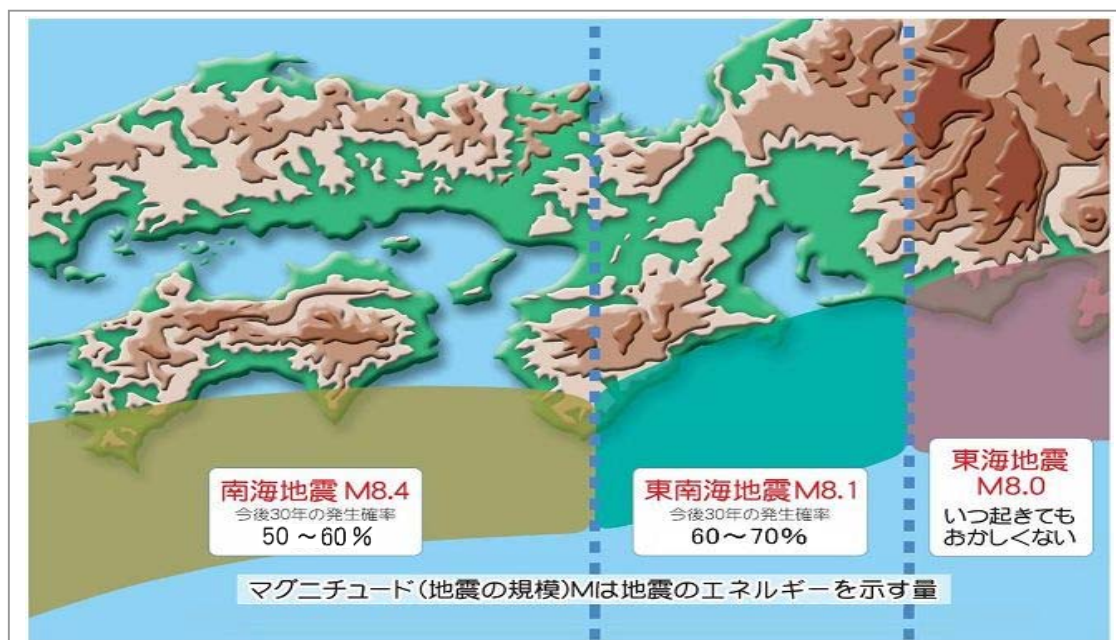 南海地震 M8.4
今後30年の発生確率
50～60％
東南海地震M8.1
今後30年の発生確率
60～70％
東海地震
M8.0
いつ起きても
おかしくない
マグニチュード(地震の規模)Mは地震のエネルギーを示す量